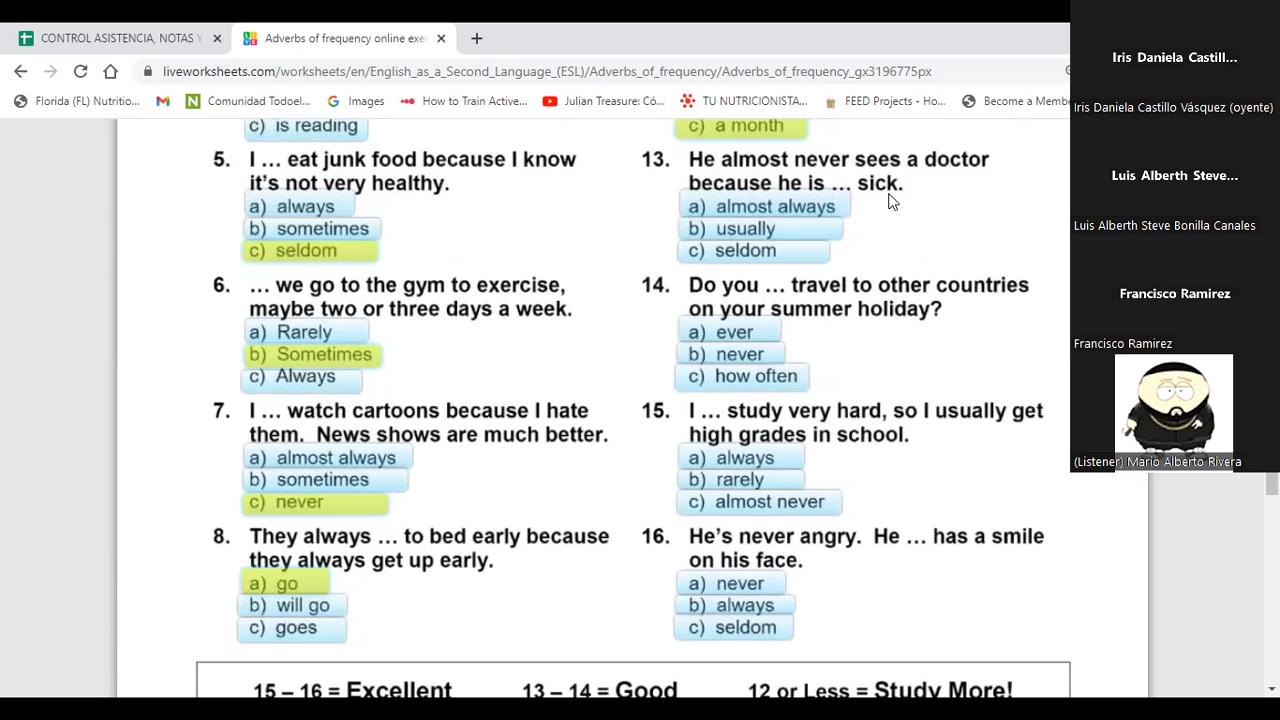 CONTROL ASISTENCIA, NOTAS Y
Adverbs of frequency online exe
liveworksheets.com/worksheets/en/English_as_a_Second_Language_(ESL)/Adverbs_of_frequency/Adverbs_of_frequency_gx3196775px
Florida (FL) Nutritio...
Comunidad Todoel...
Images
How to Train Active...
Julian Treasure: Có...
TU NUTRICIONISTA...
FEED Projects - Ho...
Become a Membe
c) is reading
5. I ... eat junk food because I know
it's not very healthy.
a) always
b) sometimes
c) seldom
6. ... we go to the gym to exercise,
maybe two or three days a week.
a) Rarely
b) Sometimes
c) Always
7. I ... watch cartoons because I hate
them. News shows are much better.
a) almost always
b) sometimes
c) never
8. They always ... to bed early because
they always get up early.
a) go
b) will go
c) goes
c) a month
13. He almost never sees a doctor
because he is ... sick.
a) almost always
b) usually
c) seldom
14. Do you ... travel to other countries
on your summer holiday?
a) ever
b) never
c) how often
15. I ... study very hard, so I usually get
high grades in school.
a) always
b) rarely
c) almost never
16. He's never angry. He ... has a smile
on his face.
a) never
b) always
c) seldom
15 – 16 = Excellent
13 – 14 = Good
12 or Less = Study More!
Iris Daniela Castill...
Iris Daniela Castillo Vásquez (oyente)
Luis Alberth Steve...
Luis Alberth Steve Bonilla Canales
Francisco Ramirez
Francisco Ramirez
(Listener) Mario Alberto Rivera